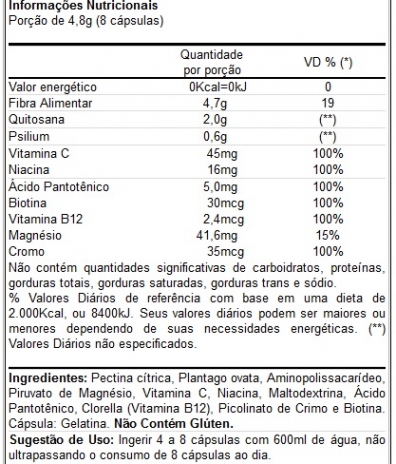 Informações Nutricionais
Porção de 4,8g (8 cápsulas)
Quantidade por porção VD % (*)
Valor energético 0Kcal=0kJ 0
Fibra Alimentar 4,7g 19
Quitosana 2,0g (**)
Psilium 0,6g (**)
Vitamina C 45mg 100%
Niacina 16mg 100%
Ácido Pantotênico 5,0mg 100%
Biotina 30mcg 100%
Vitamina B12 2,4mcg 100%
Magnésio 41,6mg 15%
Cromo 35mcg 100%
Não contém quantidades significativas de carboidratos, proteínas,
gorduras totais, gorduras saturadas, gorduras trans e sódio.
% Valores Diários de referência com base em uma dieta de
2.000Kcal, ou 8400kJ. Seus valores diários podem ser maiores ou
menores dependendo de suas necessidades energéticas. (**)
Valores Diários não especificados.
Ingredientes: Pectina cítrica, Plantago ovata, Aminopolissacarídeo,
Piruvato de Magnésio, Vitamina C, Niacina, Maltodextrina, Ácido
Pantotênico, Clorella (Vitamina B12), Picolinato de Crimo e Biotina.
Cápsula: Gelatina. Não Contém Glúten.
Sugestão de Uso: Ingerir 4 a 8 cápsulas com 600ml de água, não
ultrapassando o consumo de 8 cápsulas ao dia.